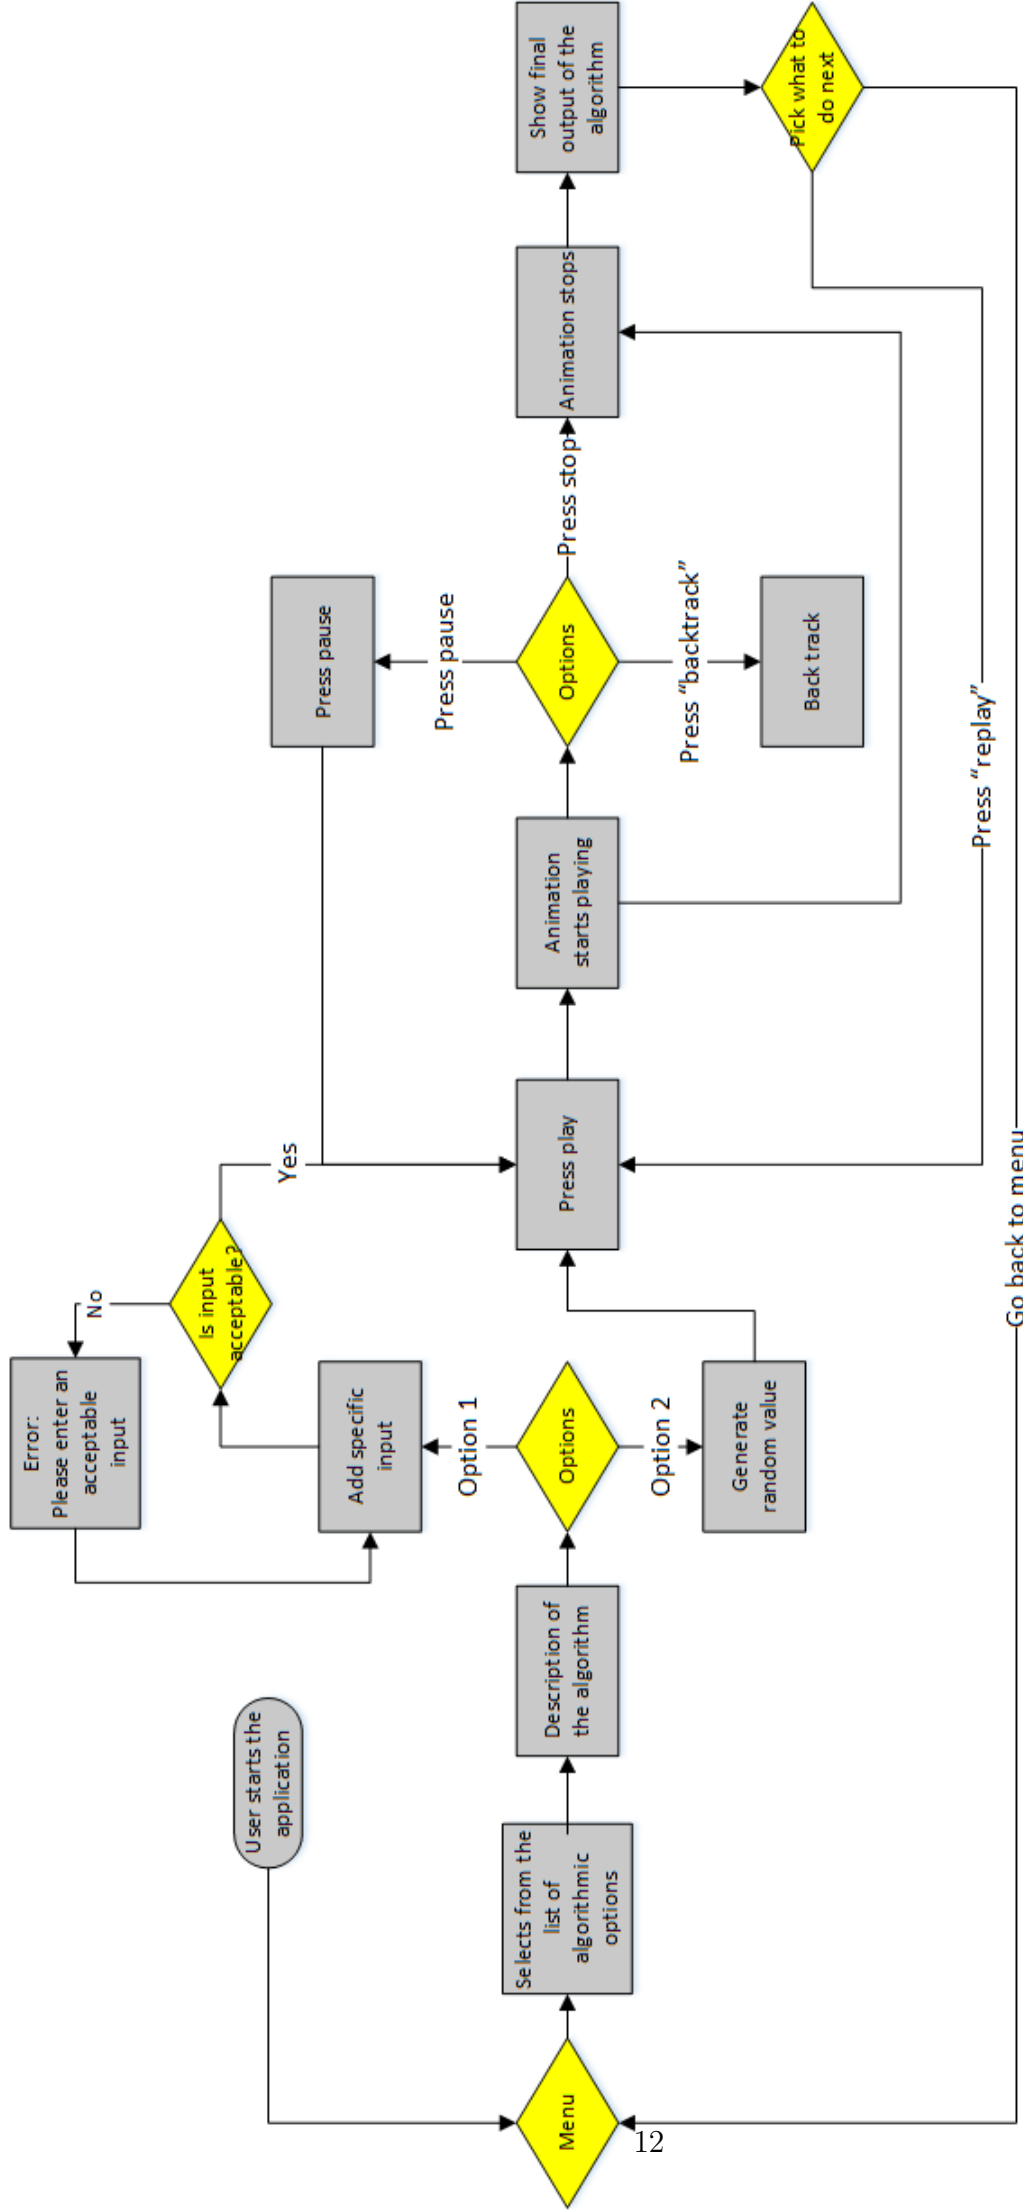 User starts the
application
Menu
Selects from the
list of
algorithmic
options
Description of
the algorithm
Options
Option 1
Option 2
Add specific
input
Generate
random value
Error:
Please enter an
acceptable
input
Is input
acceptable?
No
Yes
Press play
Animation
starts playing
Options
Press pause
Press pause
Press "backtrack"
Back track
Press stop
Animation stops
Show final
output of the
algorithm
Pick what to
do next
Press "replay"
Go back to menu
12